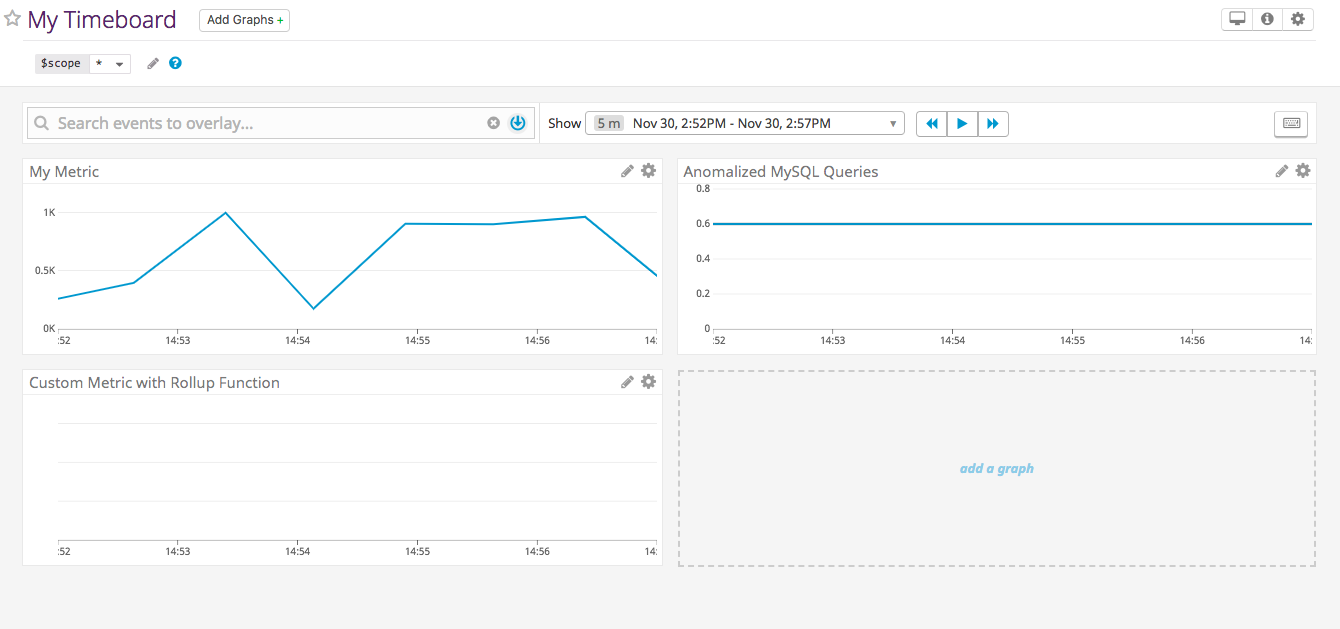 My Timeboard Add Graphs +
$scope *
?
Search events to overlay...
Show 5 m Nov 30, 2:52PM - Nov 30, 2:57PM
My Metric
1K
0.5K
0K
:52 14:53 14:54 14:55 14:56 14:
Anomalized MySQL Queries
0.8
0.6
0.4
0.2
0
:52 14:53 14:54 14:55 14:56 14:
Custom Metric with Rollup Function
:52 14:53 14:54 14:55 14:56 14:
add a graph